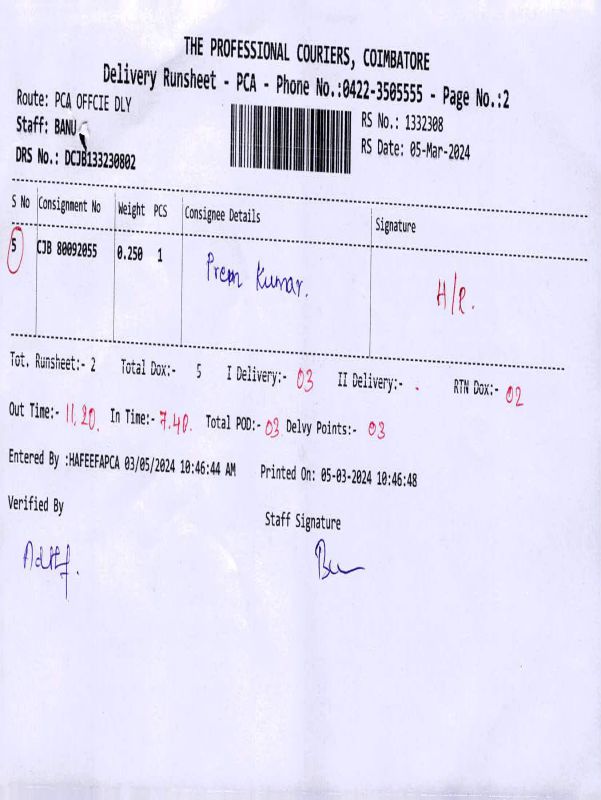 THE PROFESSIONAL COURIERS, COIMBATORE
Delivery Runsheet - PCA - Phone No.:0422-3505555 - Page No.:2
Route: PCA OFFCIE DLY
RS No.: 1332308
Staff: BANU
RS Date: 05-Mar-2024
DRS No.: DCJB133230802
S No Consignment No Weight PCS Consignee Details Signature
5 CJB 80092055 0.250 1 Prem Kumar. H/R.
Tot. Runsheet:- 2 Total Dox:- 5 I Delivery:- 03 II Delivery:- . RTN Dox:- 02
Out Time:- 11.20. In Time:- 7.40. Total POD:- 03 Delvy Points:- 03
Entered By :HAFEEFAPCA 03/05/2024 10:46:44 AM Printed On: 05-03-2024 10:46:48
Verified By
Staff Signature